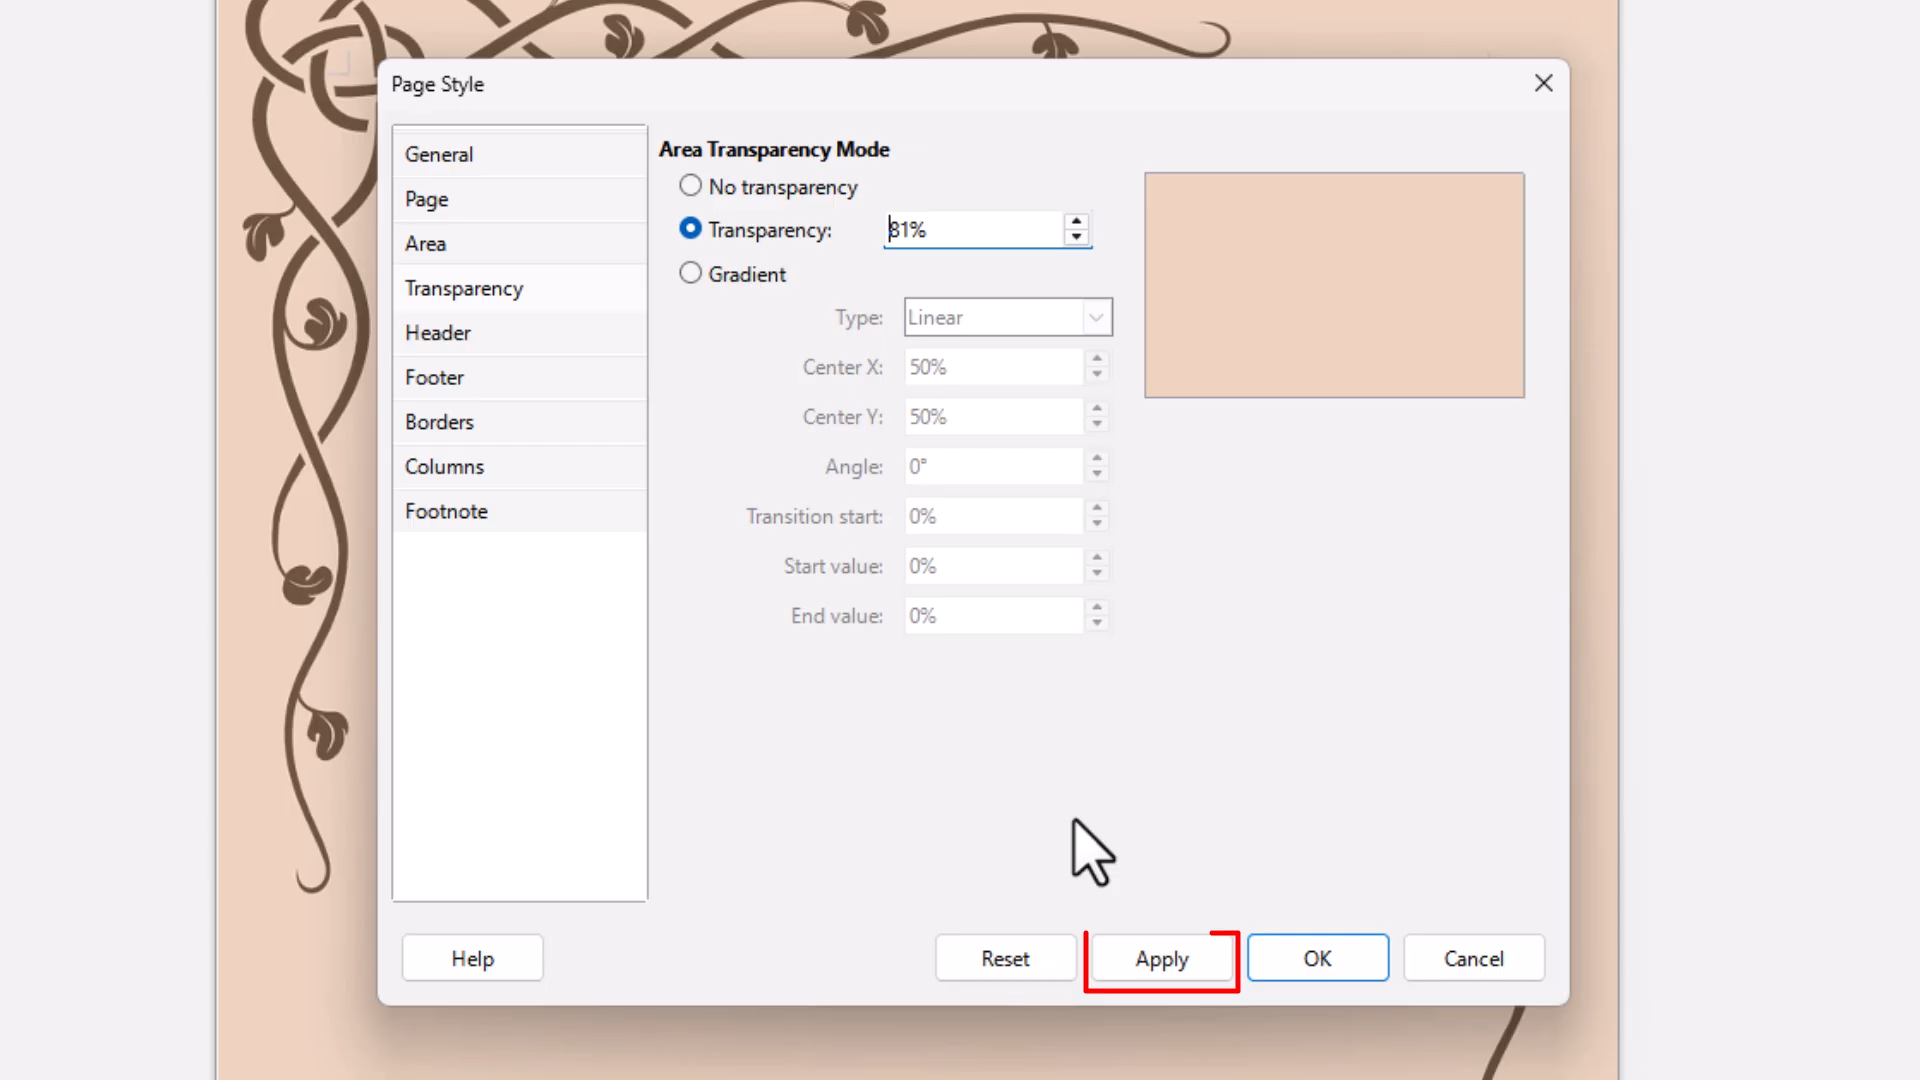 Page Style
General
Page
Area
Transparency
Header
Footer
Borders
Columns
Footnote
Area Transparency Mode
No transparency
Transparency: 81%
Gradient
Type: Linear
Center X: 50%
Center Y: 50%
Angle: 0°
Transition start: 0%
Start value: 0%
End value: 0%
Help
Reset
Apply
OK
Cancel